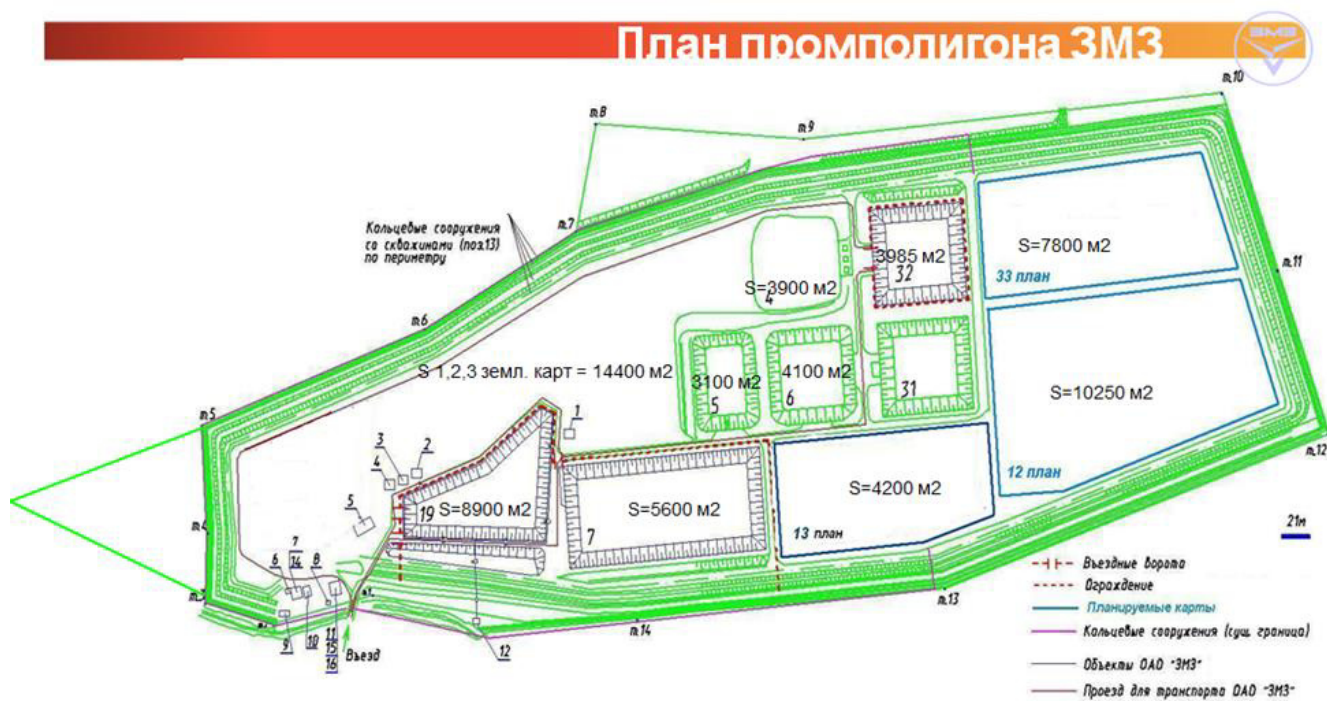 План промполигона ЗМЗ
ЗМЗ
т.10
т.8
т.9
т.7
Кольцевые сооружения
со скважинами (поз.13)
по периметру
3985 м2
32
S=7800 м2
33 план
т.11
S=3900 м2
4
т.6
S 1,2,3 земл. карт = 14400 м2
3100 м2
5
4100 м2
6
31
S=10250 м2
12 план
т.5
1
3
2
4
т.12
5
19
S=8900 м2
S=5600 м2
7
S=4200 м2
13 план
т.4
21м
6
7
14
8
т.3
т.1
9
10
11
15
16
Въезд
12
т.14
т.13
Въездные ворота
Ограждение
Планируемые карты
Кольцевые сооружения (сущ. граница)
Объекты ОАО "ЗМЗ"
Проезд для транспорта ОАО "ЗМЗ"